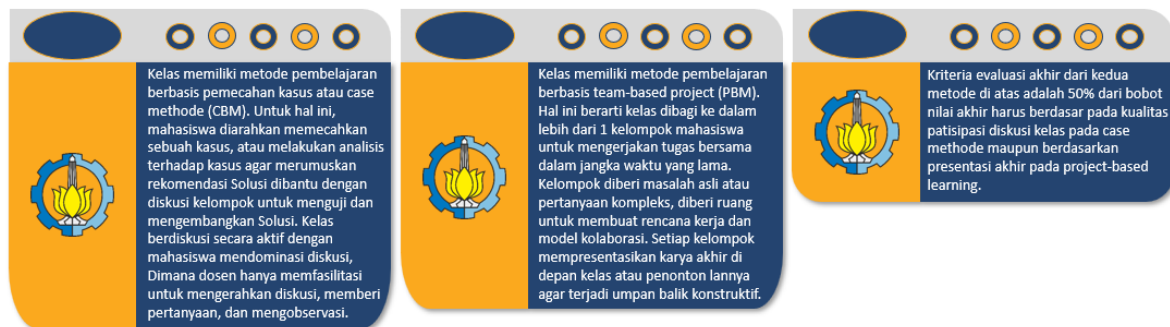 Kelas memiliki metode pembelajaran
berbasis pemecahan kasus atau case
methode (CBM). Untuk hal ini,
mahasiswa diarahkan memecahkan
sebuah kasus, atau melakukan analisis
terhadap kasus agar merumuskan
rekomendasi Solusi dibantu dengan
diskusi kelompok untuk menguji dan
mengembangkan Solusi. Kelas
berdiskusi secara aktif dengan
mahasiswa mendominasi diskusi,
Dimana dosen hanya memfasilitasi
untuk mengerahkan diskusi, memberi
pertanyaan, dan mengobservasi.
Kelas memiliki metode pembelajaran
berbasis team-based project (PBM).
Hal ini berarti kelas dibagi ke dalam
lebih dari 1 kelompok mahasiswa
untuk mengerjakan tugas bersama
dalam jangka waktu yang lama.
Kelompok diberi masalah asli atau
pertanyaan kompleks, diberi ruang
untuk membuat rencana kerja dan
model kolaborasi. Setiap kelompok
mempresentasikan karya akhir di
depan kelas atau penonton lannya
agar terjadi umpan balik konstruktif.
Kriteria evaluasi akhir dari kedua
metode di atas adalah 50% dari bobot
nilai akhir harus berdasar pada kualitas
patisipasi diskusi kelas pada case
methode maupun berdasarkan
presentasi akhir pada project-based
learning.